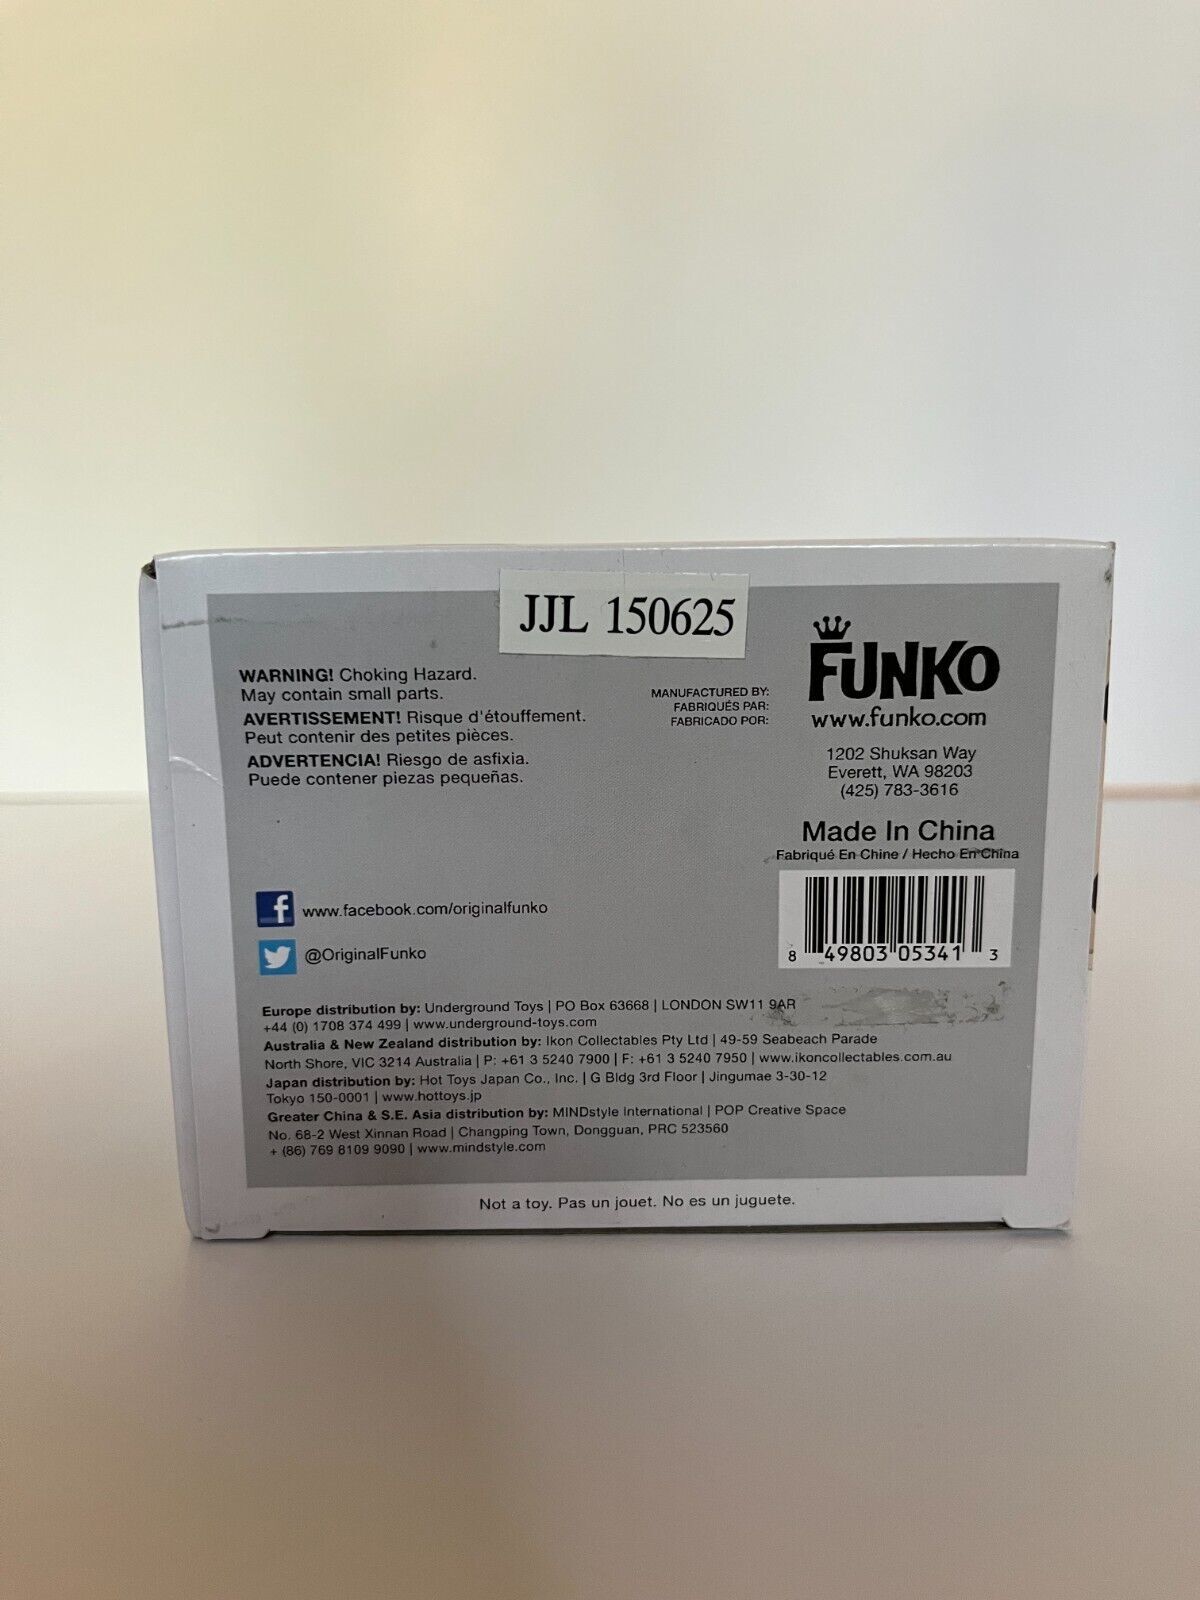 JJL 150625
WARNING! Choking Hazard.
May contain small parts.
AVERTISSEMENT! Risque d'étouffement.
Peut contenir des petites pièces.
ADVERTENCIA! Riesgo de asfixia.
Puede contener piezas pequeñas.
MANUFACTURED BY:
FABRIQUÉS PAR:
FABRICADO POR:
FUNKO
www.funko.com
1202 Shuksan Way
Everett, WA 98203
(425) 783-3616
Made In China
Fabriqué En Chine / Hecho En China
8 49803 05341 3
f www.facebook.com/originalfunko
@OriginalFunko
Europe distribution by: Underground Toys | PO Box 63668 | LONDON SW11 9AR
+44 (0) 1708 374 499 | www.underground-toys.com
Australia & New Zealand distribution by: Ikon Collectables Pty Ltd | 49-59 Seabeach Parade
North Shore, VIC 3214 Australia | P: +61 3 5240 7900 | F: +61 3 5240 7950 | www.ikoncollectables.com.au
Japan distribution by: Hot Toys Japan Co., Inc. | G Bldg 3rd Floor | Jingumae 3-30-12
Tokyo 150-0001 | www.hottoys.jp
Greater China & S.E. Asia distribution by: MINDstyle International | POP Creative Space
No. 68-2 West Xinnan Road | Changping Town, Dongguan, PRC 523560
+ (86) 769 8109 9090 | www.mindstyle.com
Not a toy. Pas un jouet. No es un juguete.